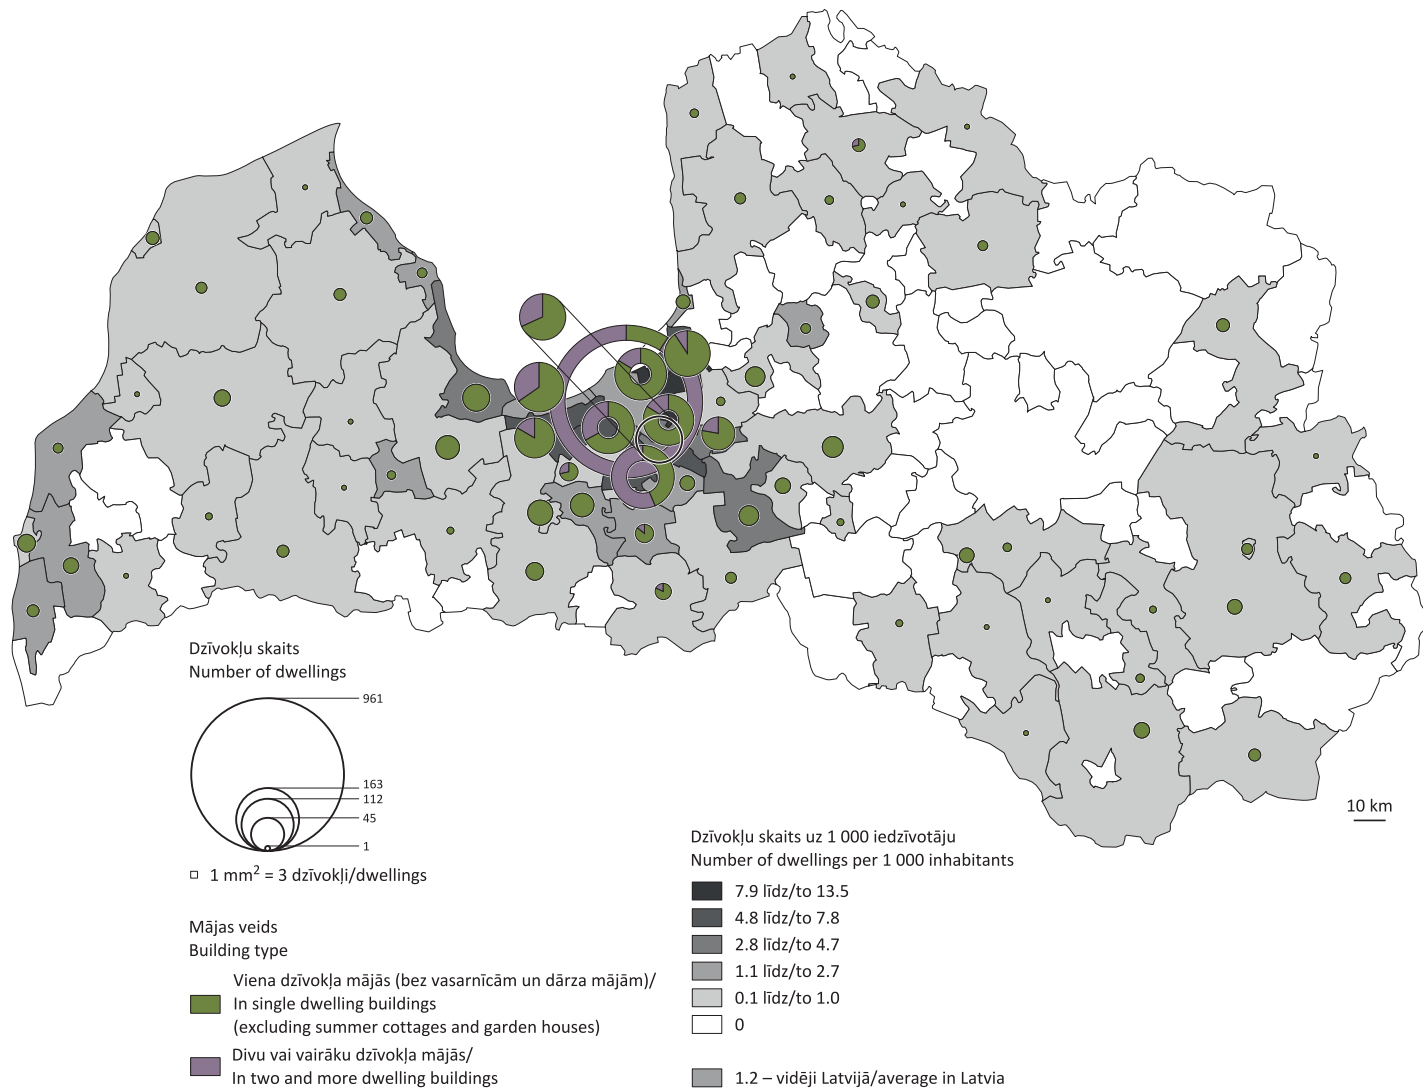 Dzīvokļu skaits
Number of dwellings
961
163
112
45
1
1 mm2 = 3 dzīvokļi/dwellings
Mājas veids
Building type
Viena dzīvokļa mājās (bez vasarnīcām un dārza mājām)/
In single dwelling buildings
(excluding summer cottages and garden houses)
Divu vai vairāku dzīvokļa mājās/
In two and more dwelling buildings
10 km
Dzīvokļu skaits uz 1 000 iedzīvotāju
Number of dwellings per 1 000 inhabitants
7.9 līdz/to 13.5
4.8 līdz/to 7.8
2.8 līdz/to 4.7
1.1 līdz/to 2.7
0.1 līdz/to 1.0
0
1.2 – vidēji Latvijā/average in Latvia